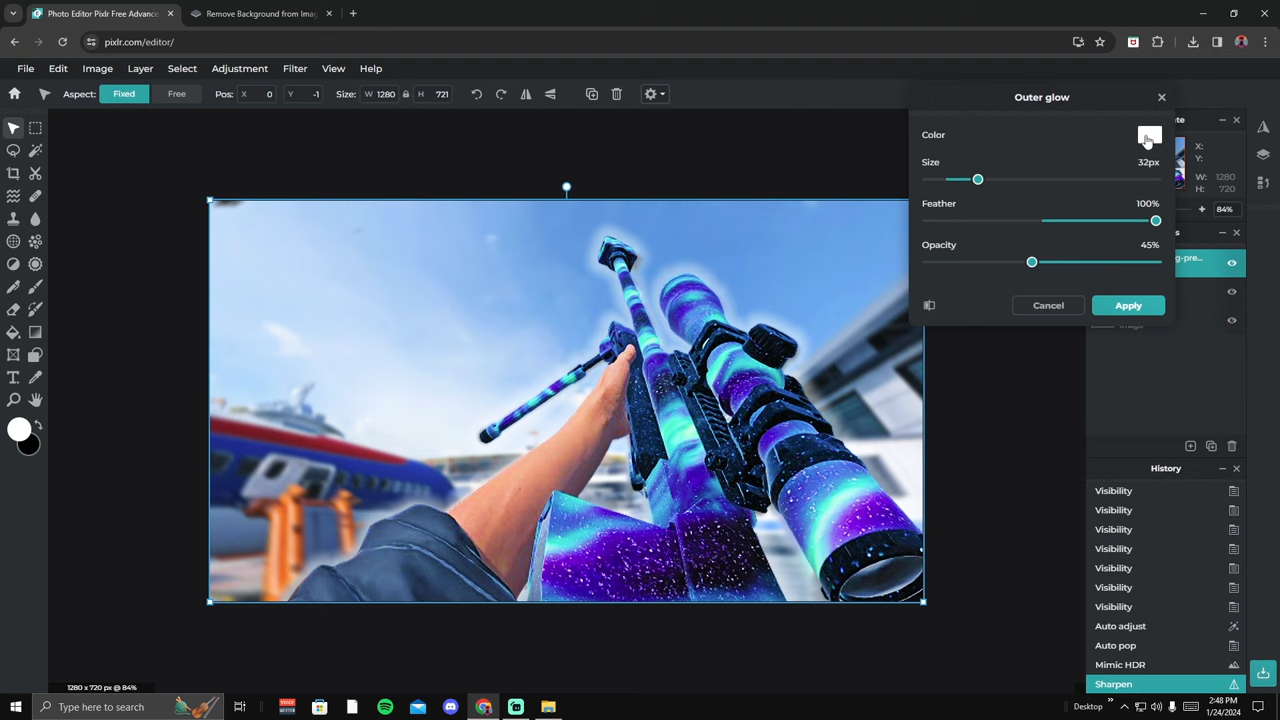 Photo Editor Pixlr Free Advance
Remove Background from Imag
pixlr.com/editor/
File Edit Image Layer Select Adjustment Filter View Help
Aspect: Fixed Free Pos: X 0 Y -1 Size: W 1280 H 721
Outer glow
Color
Size 32px
Feather 100%
Opacity 45%
Cancel Apply
X:
Y:
W: 1280
H: 720
84%
g-pre...
Image
History
Visibility
Visibility
Visibility
Visibility
Visibility
Visibility
Visibility
Auto adjust
Auto pop
Mimic HDR
Sharpen
1280 x 720 px @ 84%
Type here to search
Desktop
2:48 PM
1/24/2024